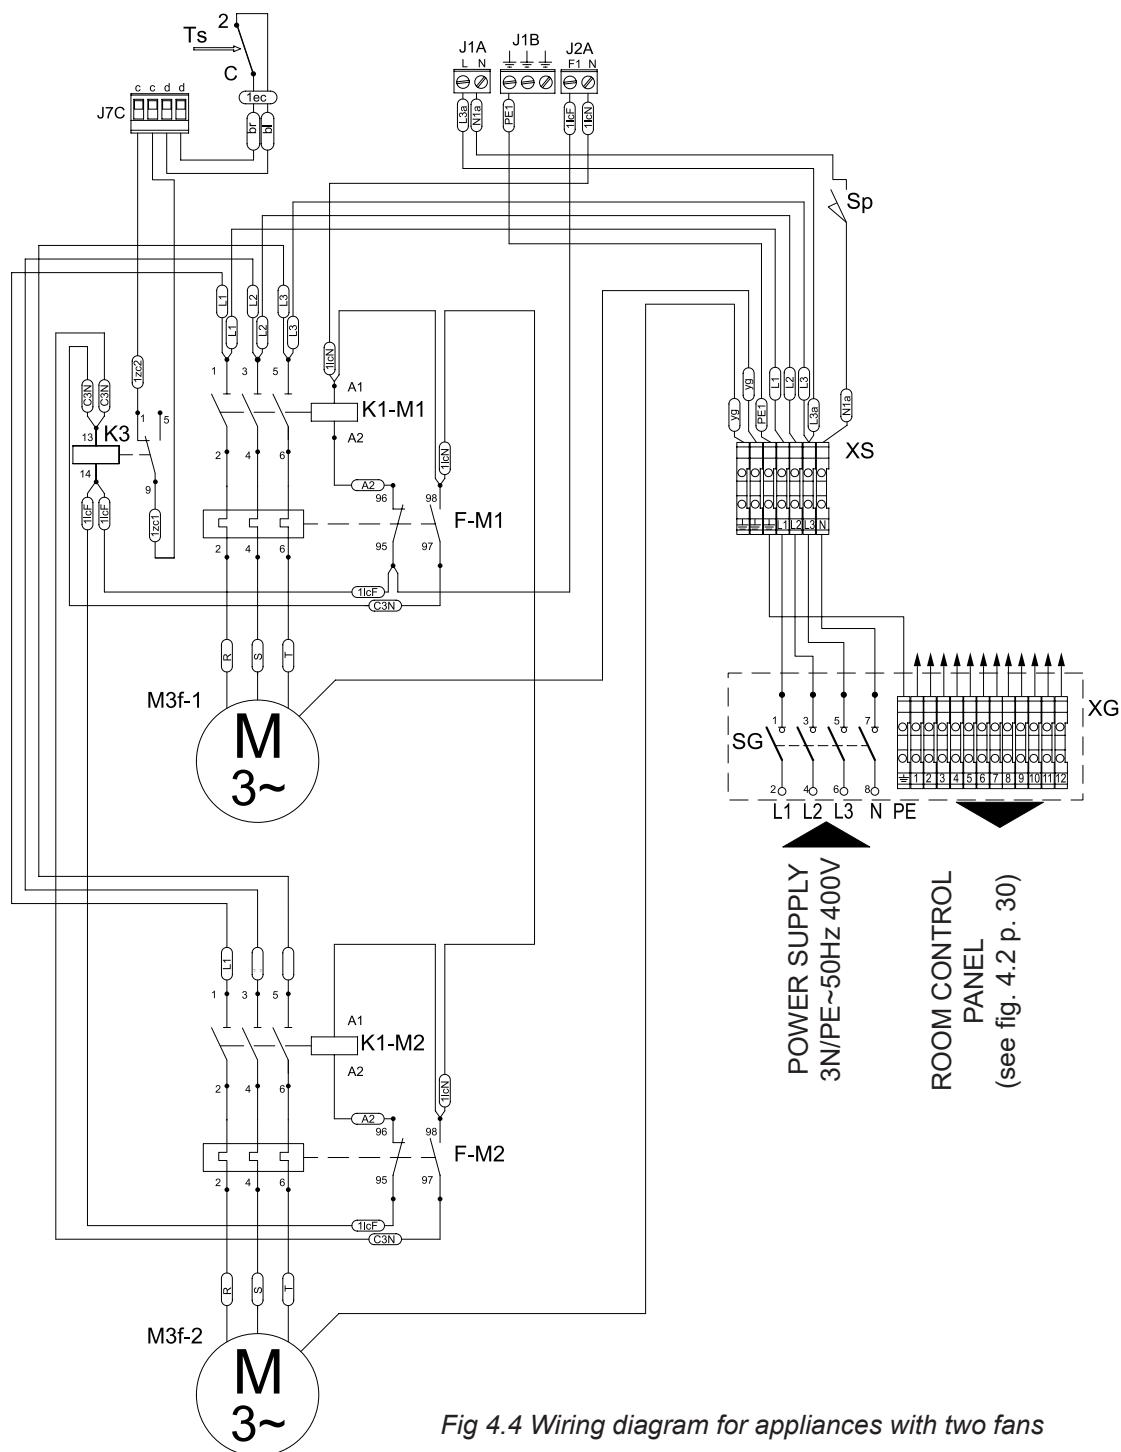 2
Ts
C
J1A
J1B
J2A
L N
F1 N
c c d d
J7C
1ec
br
bl
L3a
N1a
PE1
1lcF
1lcN
Sp
L1
L2
L3
L1
L2
L3
1lcN
1zc2
C3N
C3N
1 3 5
A1
K1-M1
A2
13
K3
1 5
14
9
2 4 6
1lcF
1lcF
1zc1
A2
96 98
1lcN
F-M1
95 97
2 4 6
1lcF
C3N
yg
yg
PE1
L1
L2
L3
L3a
N1a
XS
L1 L2 L3 N
R
S
T
M3f-1
M
3~
XG
1 3 5 7
SG
2 4 6 8
1 2 3 4 5 6 7 8 9 10 11 12
L1 L2 L3 N PE
POWER SUPPLY
3N/PE~50Hz 400V
ROOM CONTROL
PANEL
(see fig. 4.2 p. 30)
L1
1 3 5
A1
K1-M2
A2
2 4 6
A2
96 98
1lcN
F-M2
95 97
2 4 6
1lcF
C3N
R
S
T
M3f-2
M
3~
Fig 4.4 Wiring diagram for appliances with two fans